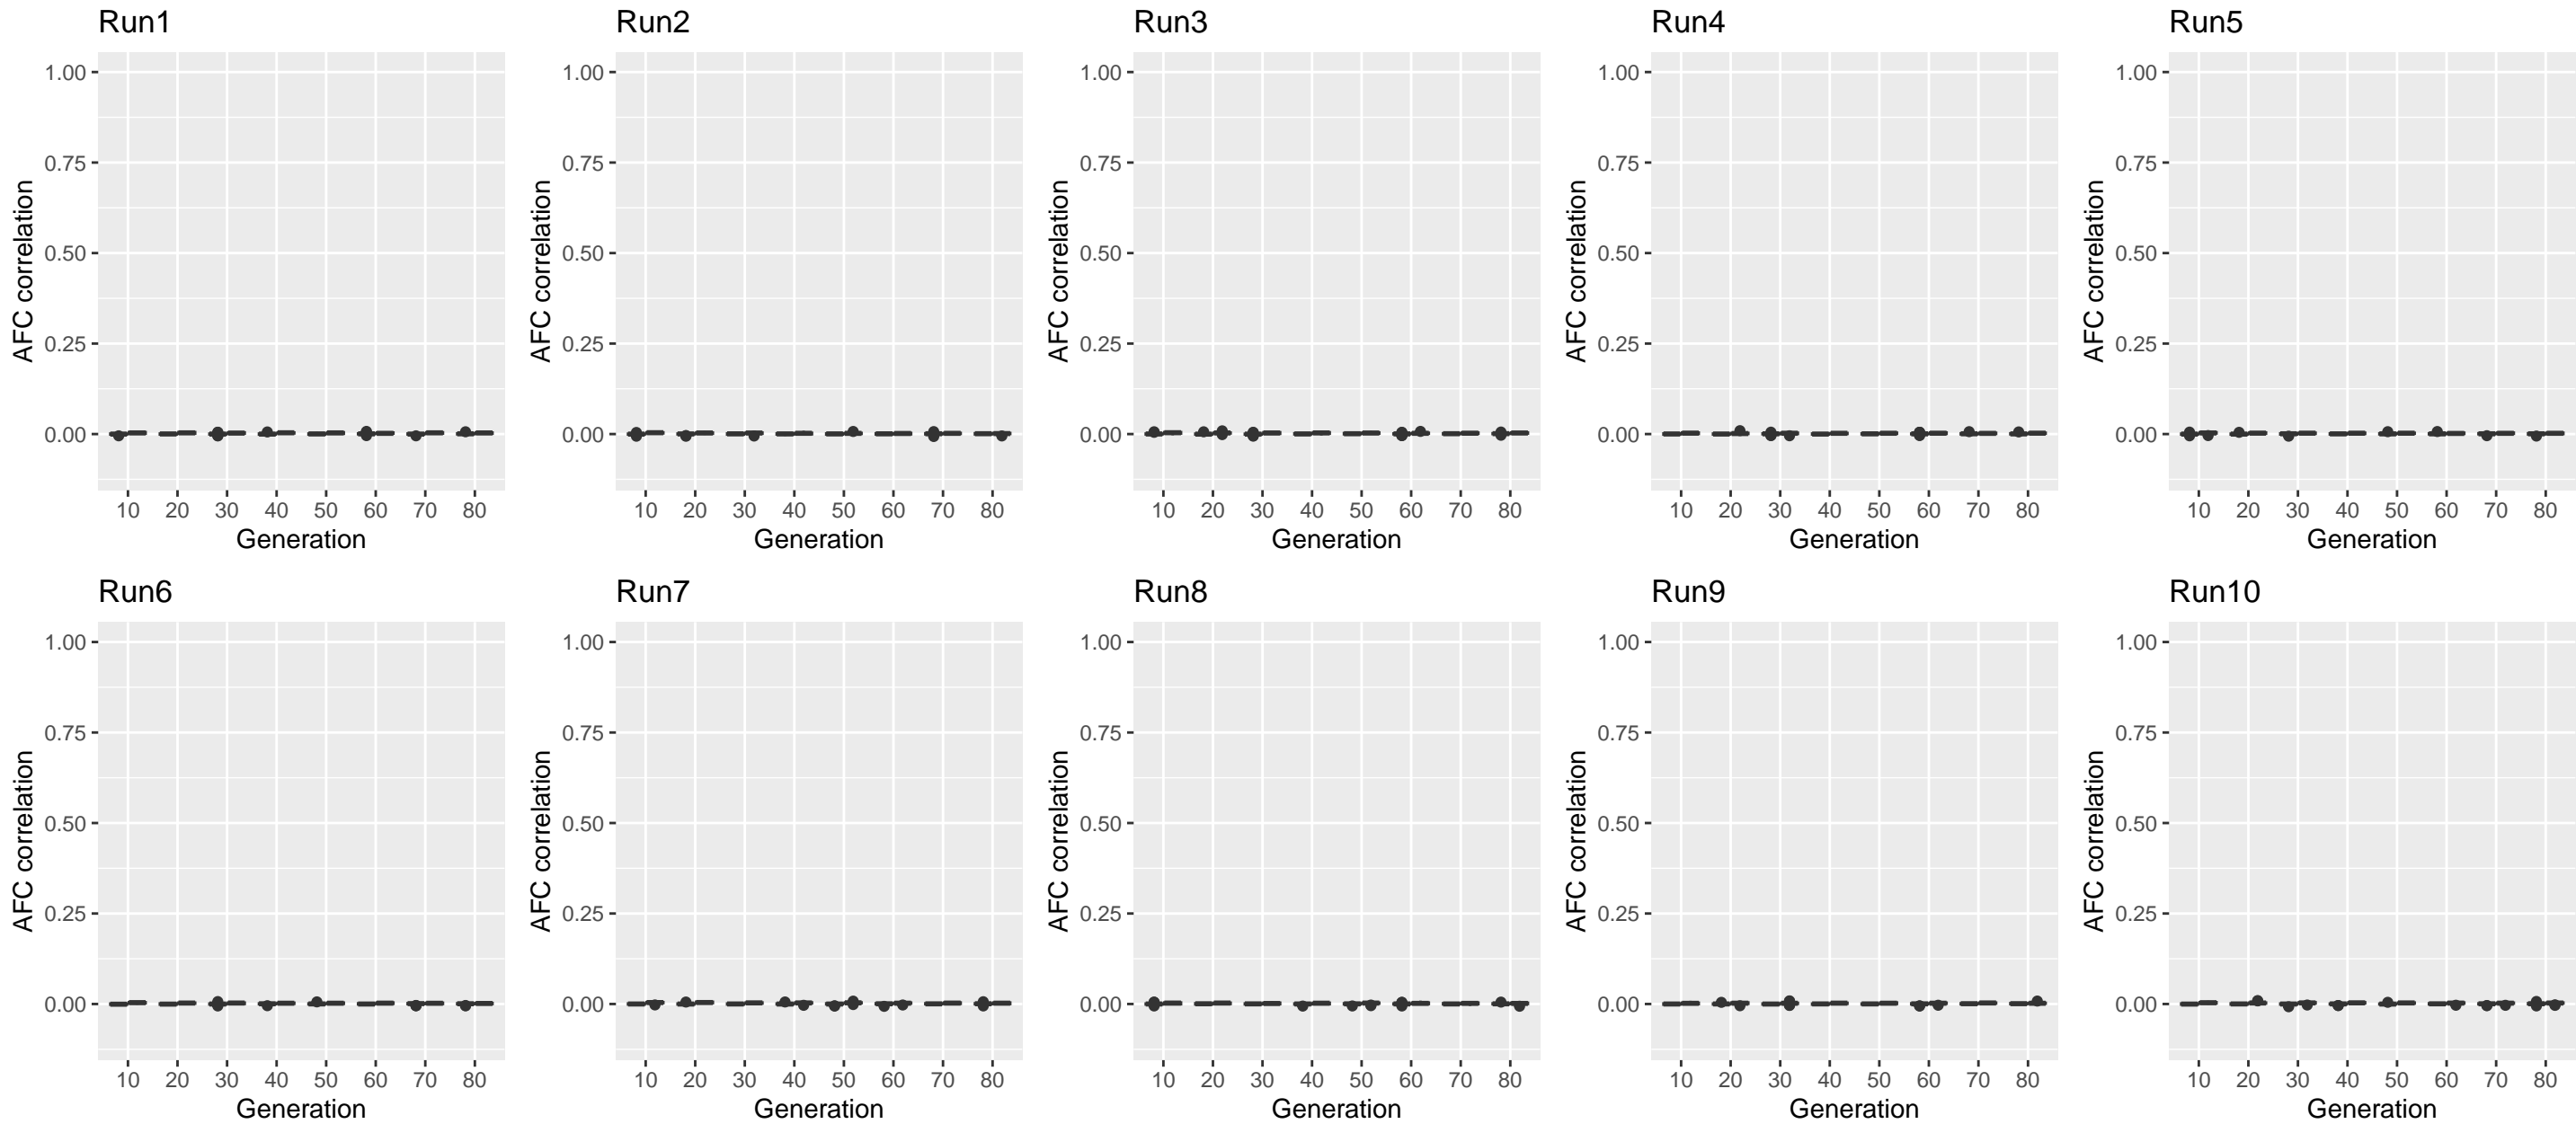 Run1 Run2 Run3 Run4 Run5
1.00 1.00 1.00 1.00 1.00
0.75 0.75 0.75 0.75 0.75
0.50 0.50 0.50 0.50 0.50
0.25 0.25 0.25 0.25 0.25
0.00 0.00 0.00 0.00 0.00
AFC correlation AFC correlation AFC correlation AFC correlation AFC correlation
10 20 30 40 50 60 70 80 10 20 30 40 50 60 70 80 10 20 30 40 50 60 70 80 10 20 30 40 50 60 70 80 10 20 30 40 50 60 70 80
Generation Generation Generation Generation Generation
Run6 Run7 Run8 Run9 Run10
1.00 1.00 1.00 1.00 1.00
0.75 0.75 0.75 0.75 0.75
0.50 0.50 0.50 0.50 0.50
0.25 0.25 0.25 0.25 0.25
0.00 0.00 0.00 0.00 0.00
AFC correlation AFC correlation AFC correlation AFC correlation AFC correlation
10 20 30 40 50 60 70 80 10 20 30 40 50 60 70 80 10 20 30 40 50 60 70 80 10 20 30 40 50 60 70 80 10 20 30 40 50 60 70 80
Generation Generation Generation Generation Generation